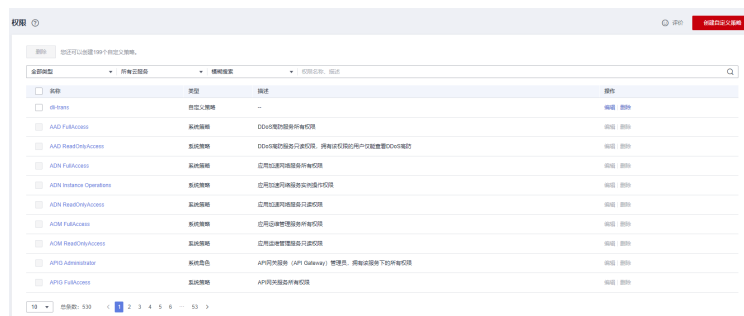 权限
评价
创建自定义策略
删除 您还可以创建199个自定义策略。
全部类型 所有云服务 模糊搜索 权限名称、描述
名称 类型 描述 操作
dli-trans 自定义策略 -- 编辑 删除
AAD FullAccess 系统策略 DDoS高防服务所有权限 编辑 删除
AAD ReadOnlyAccess 系统策略 DDoS高防服务只读权限，拥有该权限的用户仅能查看DDoS高防 编辑 删除
ADN FullAccess 系统策略 应用加速网络服务所有权限 编辑 删除
ADN Instance Operations 系统策略 应用加速网络服务实例操作权限 编辑 删除
ADN ReadOnlyAccess 系统策略 应用加速网络服务只读权限 编辑 删除
AOM FullAccess 系统策略 应用运维管理服务所有权限 编辑 删除
AOM ReadOnlyAccess 系统策略 应用运维管理服务只读权限 编辑 删除
APIG Administrator 系统角色 API网关服务（API Gateway）管理员，拥有该服务下的所有权限 编辑 删除
APIG FullAccess 系统策略 API网关服务所有权限 编辑 删除
10 总条数: 530 < 1 2 3 4 5 6 ... 53 >